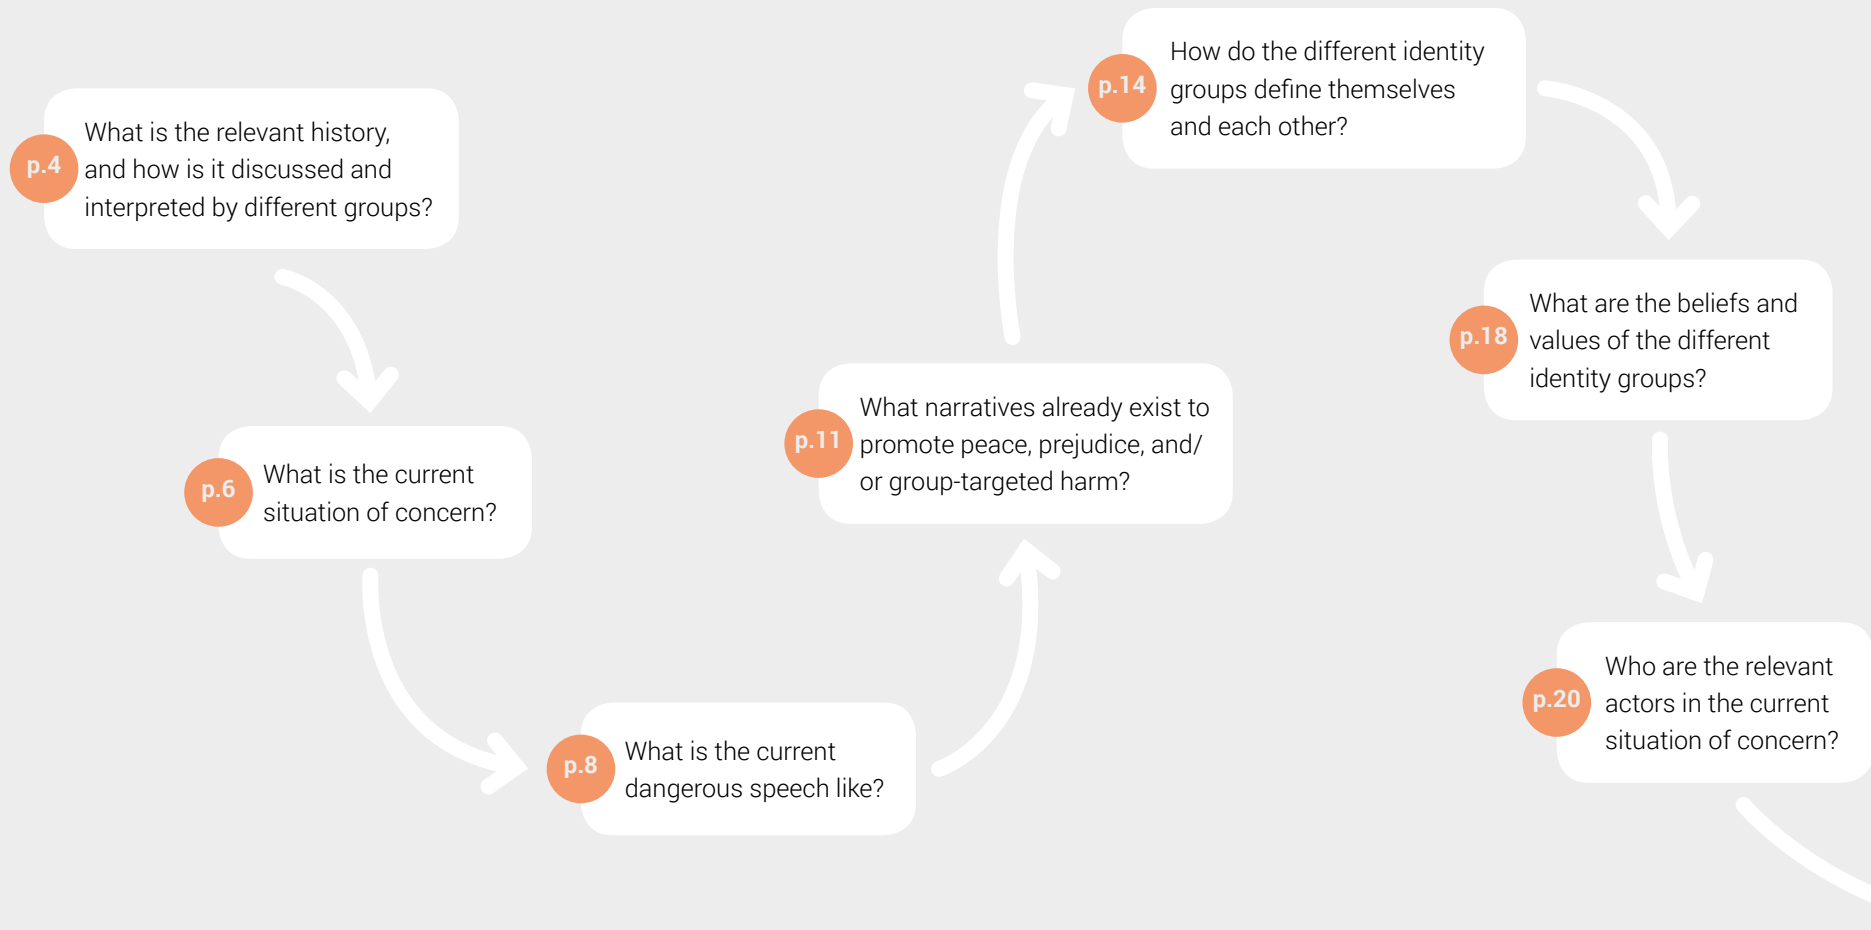 p.4
What is the relevant history,
and how is it discussed and
interpreted by different groups?
p.6
What is the current
situation of concern?
p.8
What is the current
dangerous speech like?
p.11
What narratives already exist to
promote peace, prejudice, and/
or group-targeted harm?
p.14
How do the different identity
groups define themselves
and each other?
p.18
What are the beliefs and
values of the different
identity groups?
p.20
Who are the relevant
actors in the current
situation of concern?